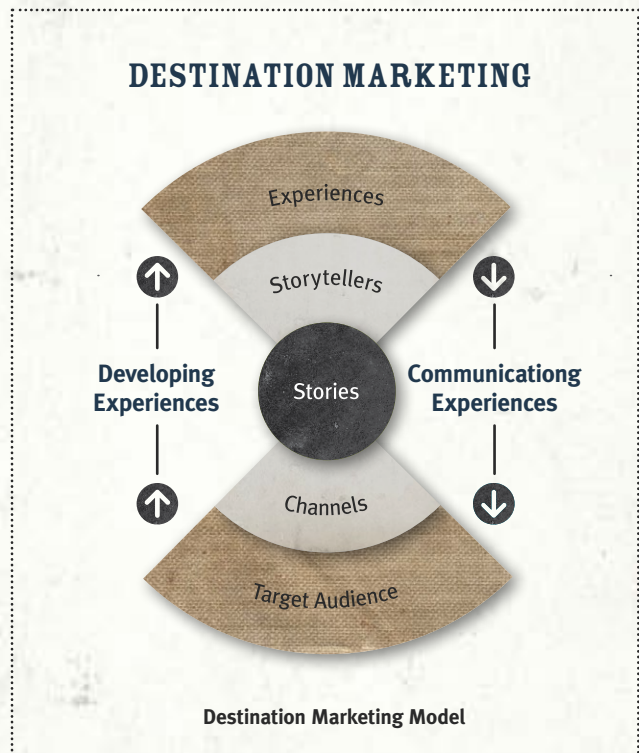 DESTINATION MARKETING
Experiences
Storytellers
Developing
Experiences
Stories
Communicationg
Experiences
Channels
Target Audience
Destination Marketing Model